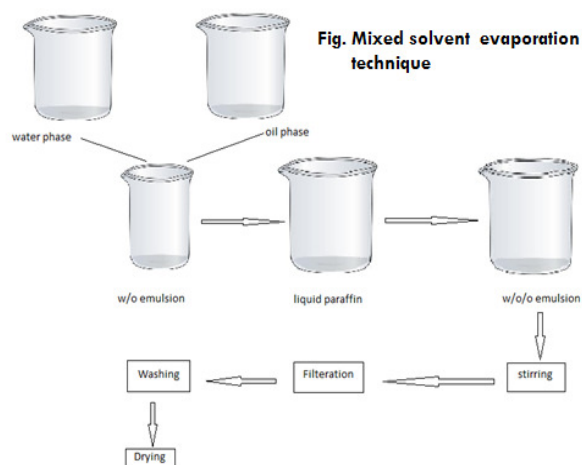 Fig. Mixed solvent evaporation
technique
water phase
oil phase
w/o emulsion
liquid paraffin
w/o/o emulsion
stirring
Filteration
Washing
Drying